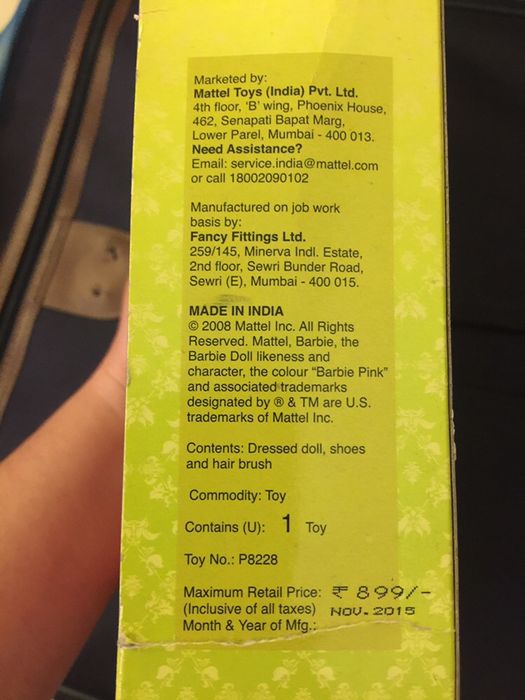 Marketed by:
Mattel Toys (India) Pvt. Ltd.
4th floor, 'B' wing, Phoenix House,
462, Senapati Bapat Marg,
Lower Parel, Mumbai - 400 013.
Need Assistance?
Email: service.india@mattel.com
or call 18002090102
Manufactured on job work
basis by:
Fancy Fittings Ltd.
259/145, Minerva Indl. Estate,
2nd floor, Sewri Bunder Road,
Sewri (E), Mumbai - 400 015.
MADE IN INDIA
© 2008 Mattel Inc. All Rights
Reserved. Mattel, Barbie, the
Barbie Doll likeness and
character, the colour "Barbie Pink"
and associated trademarks
designated by ® & TM are U.S.
trademarks of Mattel Inc.
Contents: Dressed doll, shoes
and hair brush
Commodity: Toy
Contains (U): 1 Toy
Toy No.: P8228
Maximum Retail Price: ₹ 899/-
(Inclusive of all taxes) NOV. 2015
Month & Year of Mfg.: